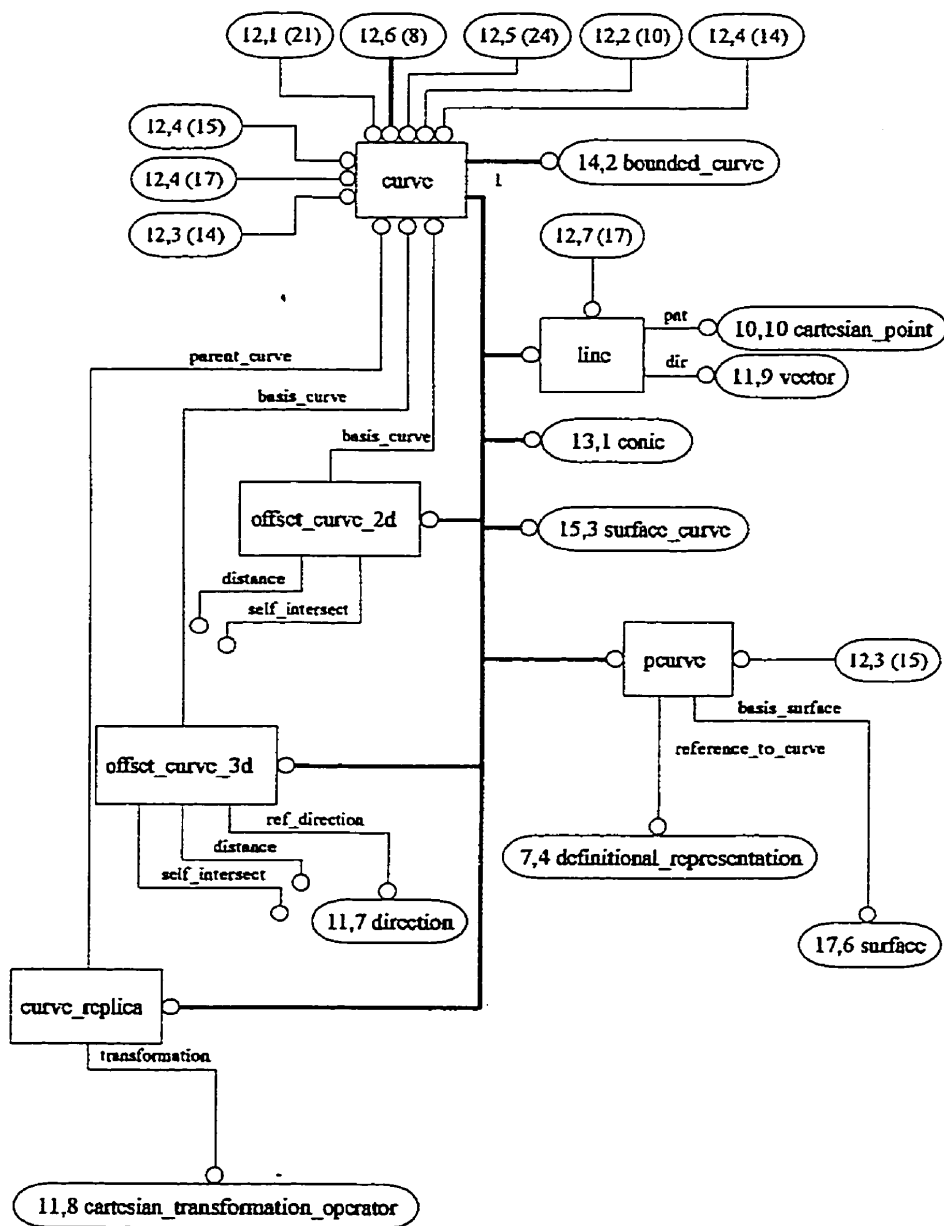 12,1 (21)
12,6 (8)
12,5 (24)
12,2 (10)
12,4 (14)
12,4 (15)
12,4 (17)
12,3 (14)
curve
1
14,2 bounded_curve
12,7 (17)
line
pnt
10,10 cartesian_point
dir
11,9 vector
parent_curve
basis_curve
basis_curve
13,1 conic
offset_curve_2d
15,3 surface_curve
distance
self_intersect
pcurve
12,3 (15)
basis_surface
reference_to_curve
offset_curve_3d
ref_direction
distance
self_intersect
7,4 definitional_representation
11,7 direction
17,6 surface
curve_replica
transformation
11,8 cartesian_transformation_operator